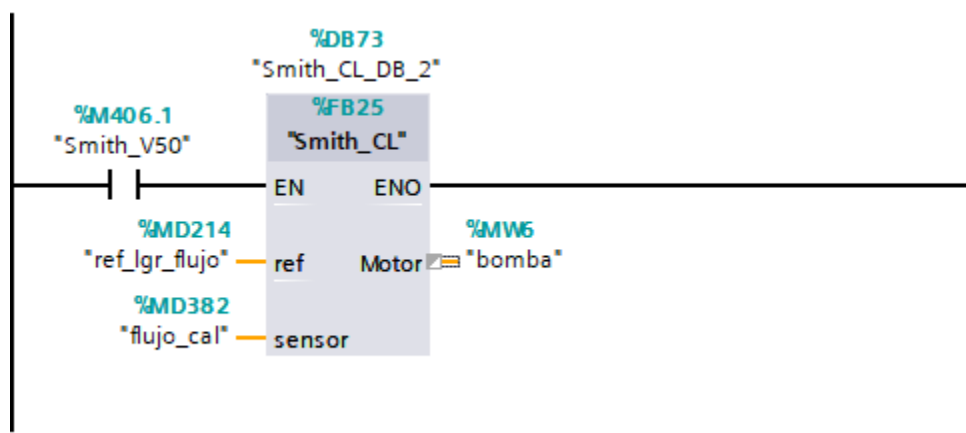 %DB73
"Smith_CL_DB_2"
%M406.1
"Smith_V50"
%FB25
"Smith_CL"
EN
ENO
%MD214
"ref_lgr_flujo"
ref
Motor
%MW6
"bomba"
%MD382
"flujo_cal"
sensor